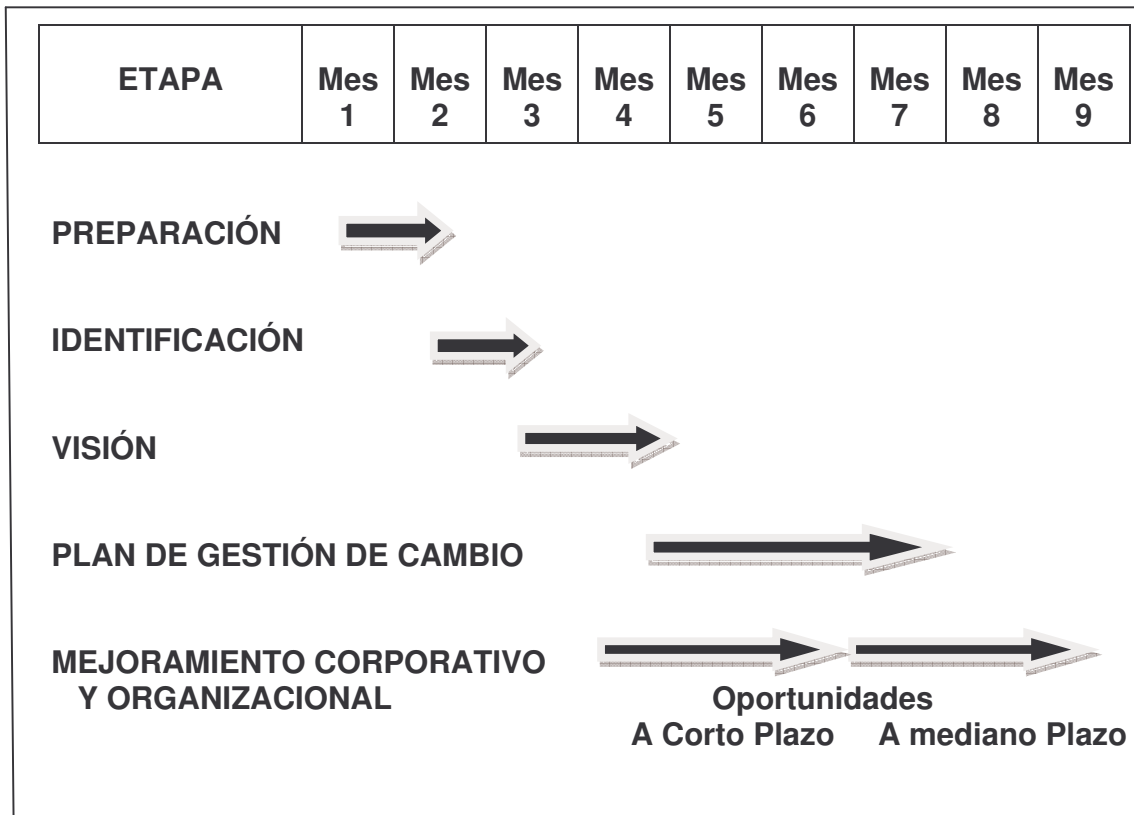 ETAPA Mes 1 Mes 2 Mes 3 Mes 4 Mes 5 Mes 6 Mes 7 Mes 8 Mes 9
PREPARACIÓN
IDENTIFICACIÓN
VISIÓN
PLAN DE GESTIÓN DE CAMBIO
MEJORAMIENTO CORPORATIVO
Y ORGANIZACIONAL
Oportunidades
A Corto Plazo A mediano Plazo